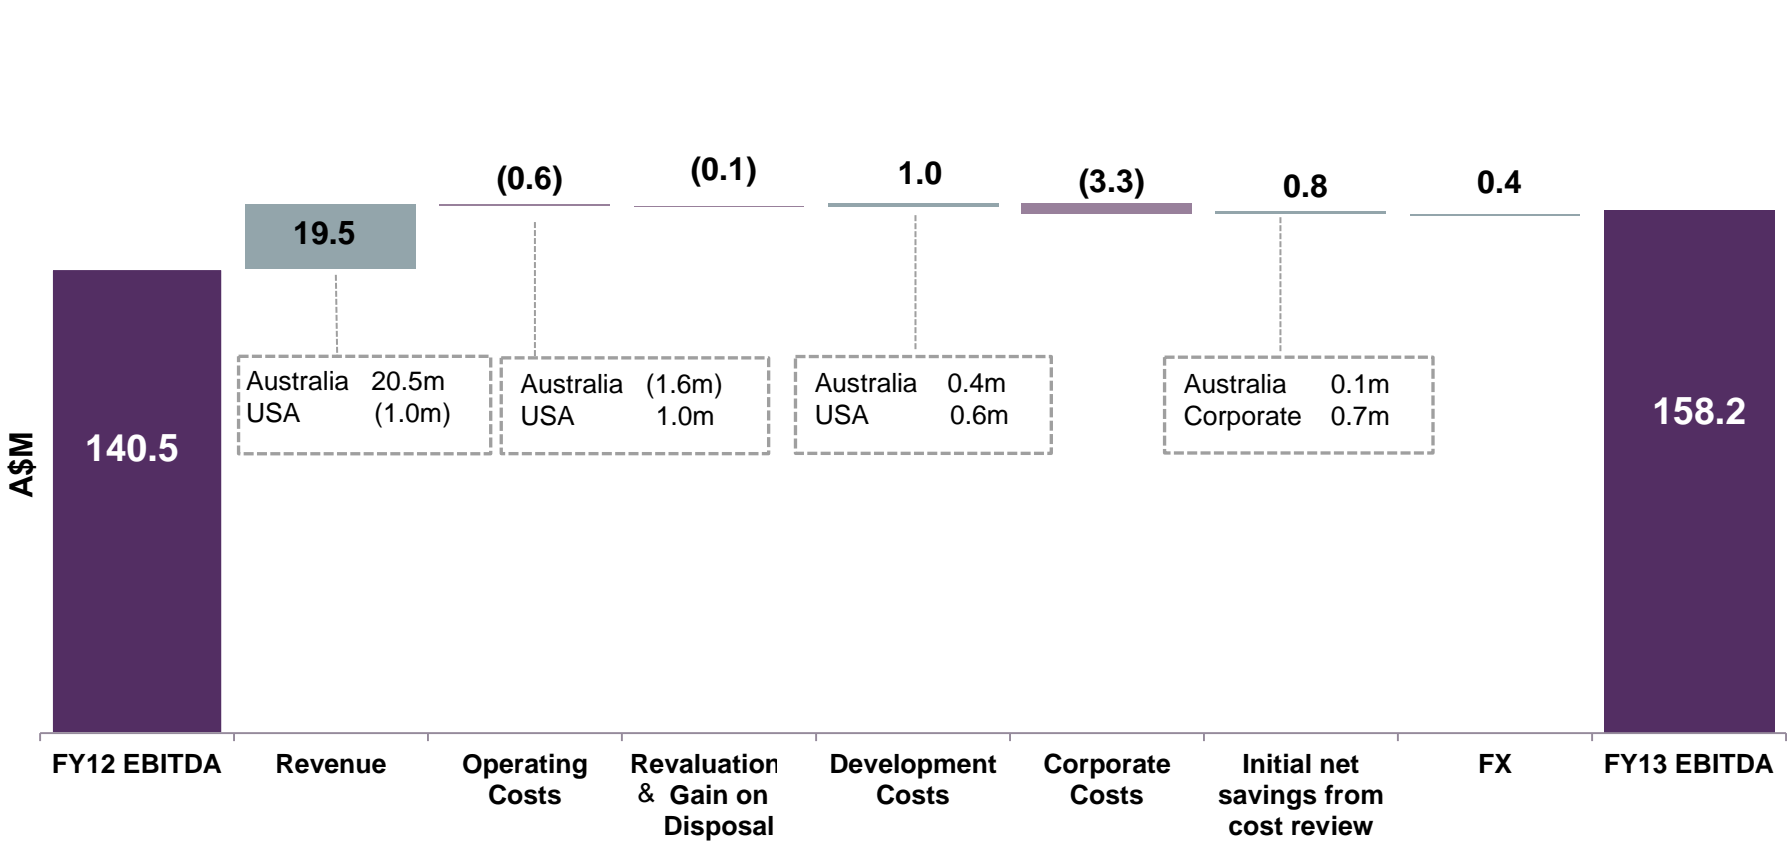 (0.6)
(0.1)
1.0
(3.3)
0.8
0.4
19.5
Australia 20.5m
USA (1.0m)
Australia (1.6m)
USA 1.0m
Australia 0.4m
USA 0.6m
Australia 0.1m
Corporate 0.7m
140.5
158.2
A$M
FY12 EBITDA
Revenue
Operating
Costs
Revaluation
& Gain on
Disposal
Development
Costs
Corporate
Costs
Initial net
savings from
cost review
FX
FY13 EBITDA